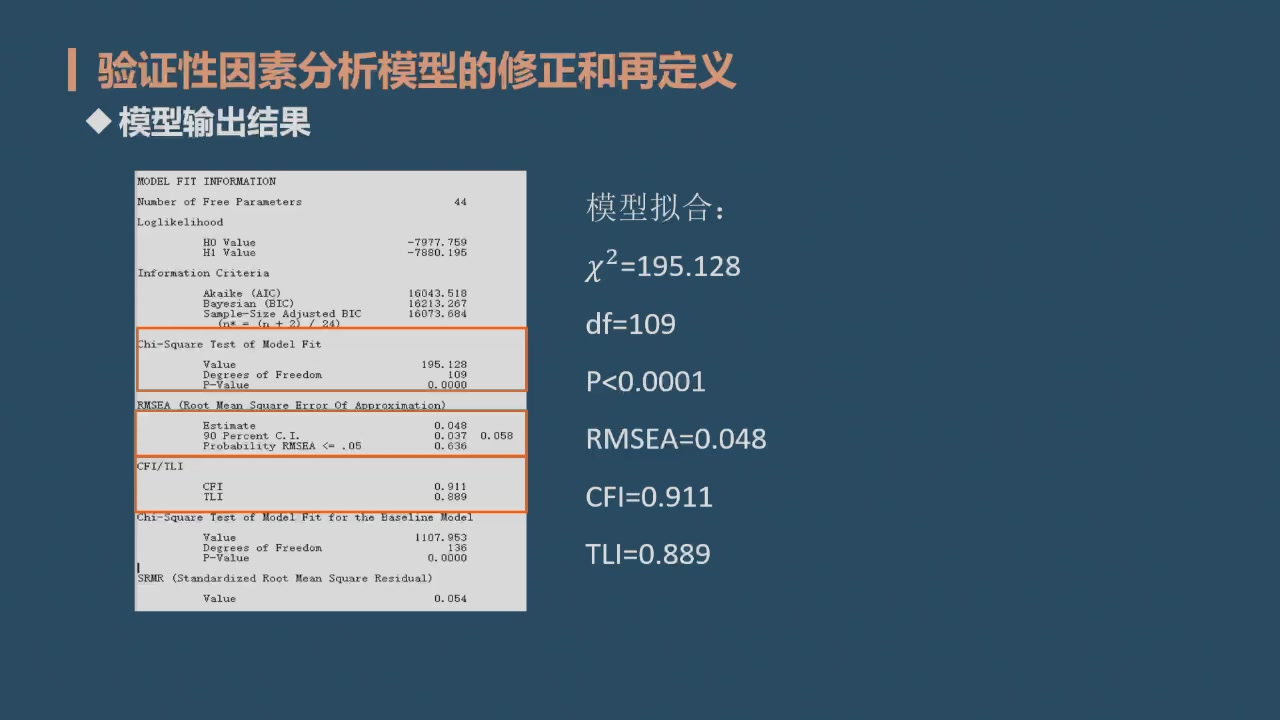 验证性因素分析模型的修正和再定义
模型输出结果
MODEL FIT INFORMATION
Number of Free Parameters 44
Loglikelihood
H0 Value -7977.759
H1 Value -7880.195
Information Criteria
Akaike (AIC) 16043.518
Bayesian (BIC) 16213.267
Sample-Size Adjusted BIC 16073.684
(n* = (n + 2) / 24)
Chi-Square Test of Model Fit
Value 195.128
Degrees of Freedom 109
P-Value 0.0000
RMSEA (Root Mean Square Error Of Approximation)
Estimate 0.048
90 Percent C.I. 0.037 0.058
Probability RMSEA <= .05 0.636
CFI/TLI
CFI 0.911
TLI 0.889
Chi-Square Test of Model Fit for the Baseline Model
Value 1107.953
Degrees of Freedom 136
P-Value 0.0000
SRMR (Standardized Root Mean Square Residual)
Value 0.054
模型拟合：
χ²=195.128
df=109
P<0.0001
RMSEA=0.048
CFI=0.911
TLI=0.889